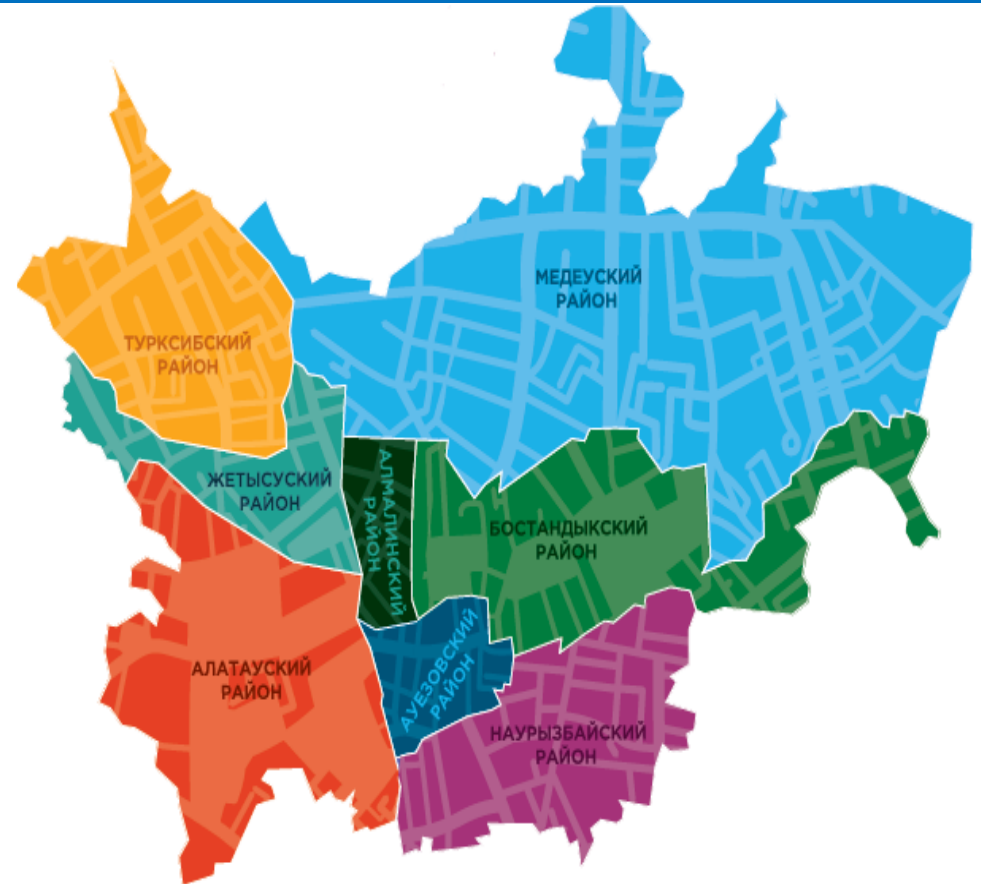 МЕДЕУСКИЙ
РАЙОН
ТУРКСИБСКИЙ
РАЙОН
ЖЕТЫСУСКИЙ
РАЙОН
АЛМАЛИНСКИЙ
РАЙОН
БОСТАНДЫКСКИЙ
РАЙОН
АЛАТАУСКИЙ
РАЙОН
АУЕЗОВСКИЙ
РАЙОН
НАУРЫЗБАЙСКИЙ
РАЙОН